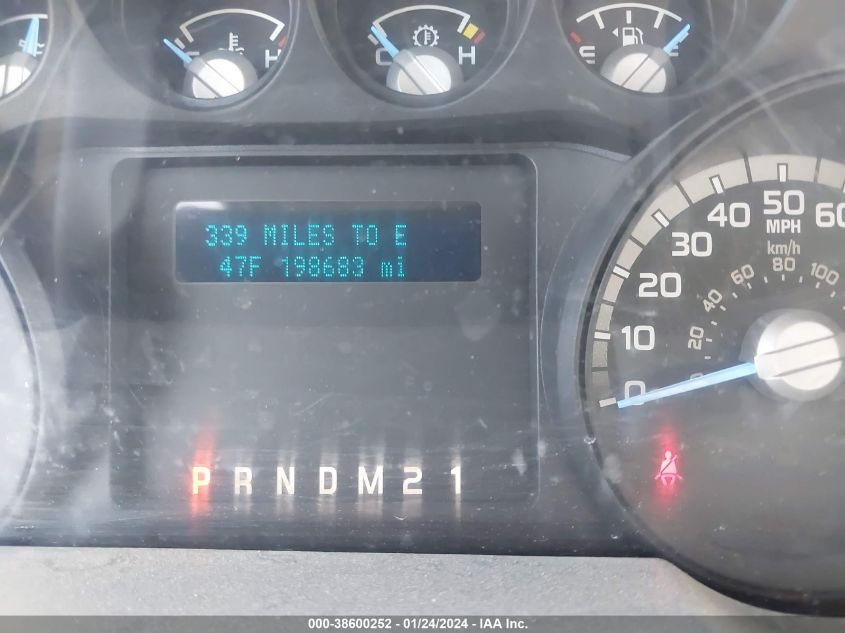 H
C H
E
339 MILES TO E
47F 198683 mi
0 10 20 30 40 50 60
MPH
km/h
20 40 60 80 100
P R N D M 2 1
000-38600252 - 01/24/2024 - IAA Inc.